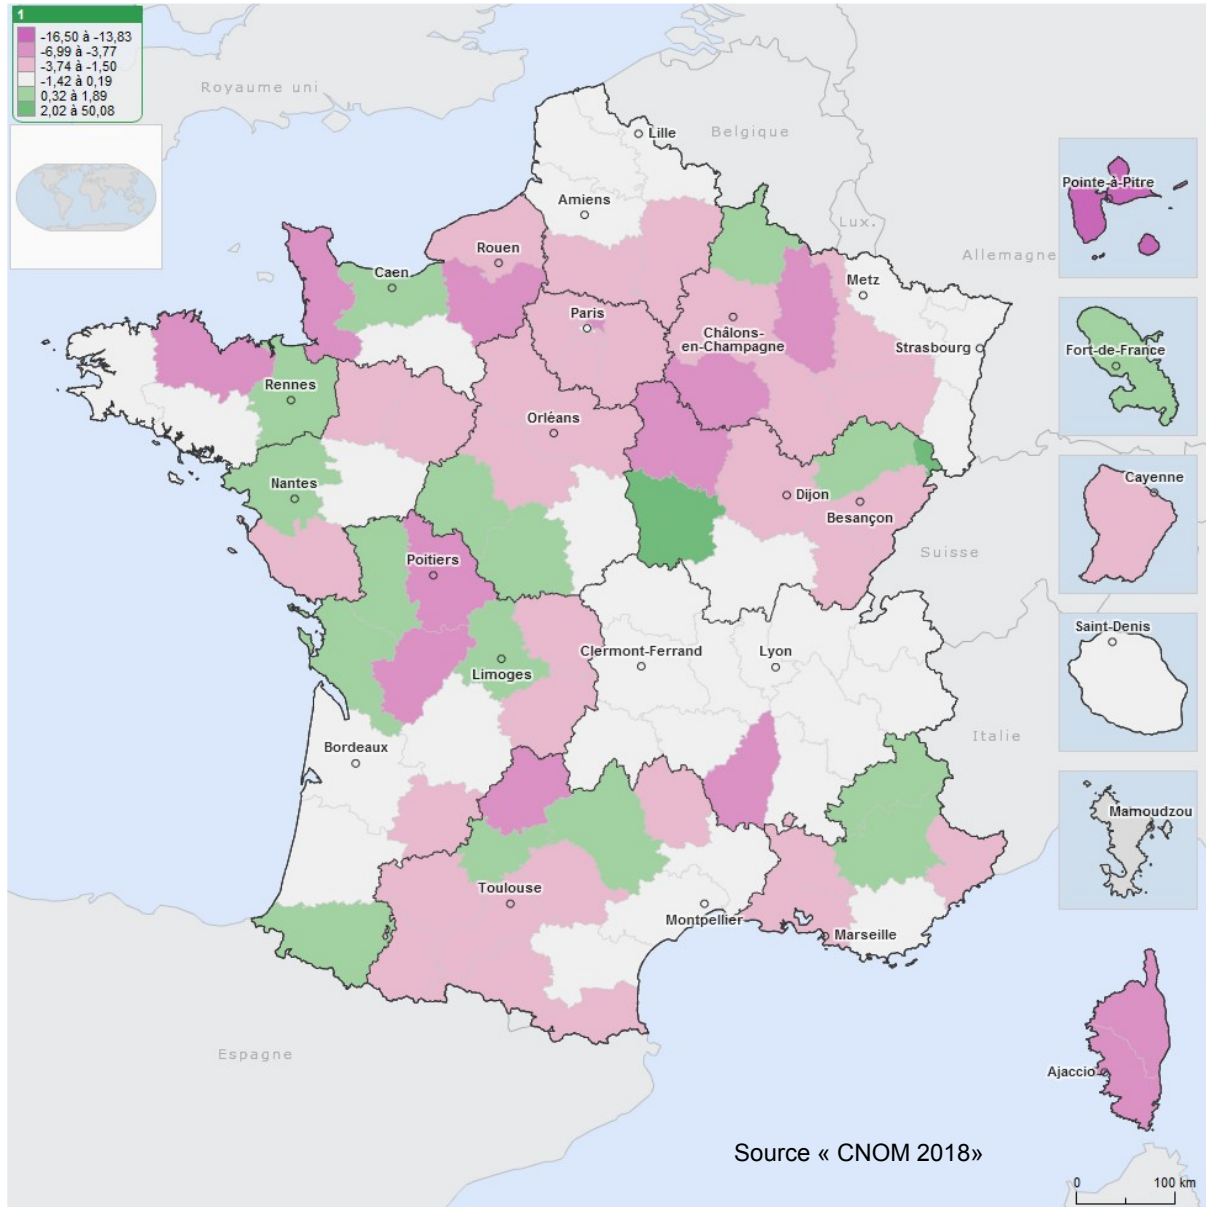 1
-16,50 à -13,83
-6,99 à -3,77
-3,74 à -1,50
-1,42 à 0,19
0,32 à 1,89
2,02 à 50,08
Royaume uni
Lille
Belgique
Pointe-à-Pitre
Amiens
Lux.
Rouen
Allemagne
Caen
Metz
Paris
Châlons-
en-Champagne
Strasbourg
Fort-de-France
Rennes
Orléans
Nantes
Dijon
Besançon
Cayenne
Suisse
Poitiers
Saint-Denis
Clermont-Ferrand
Lyon
Limoges
Italie
Bordeaux
Mamoudzou
Toulouse
Montpellier
Marseille
Espagne
Ajaccio
Source « CNOM 2018»
0 100 km